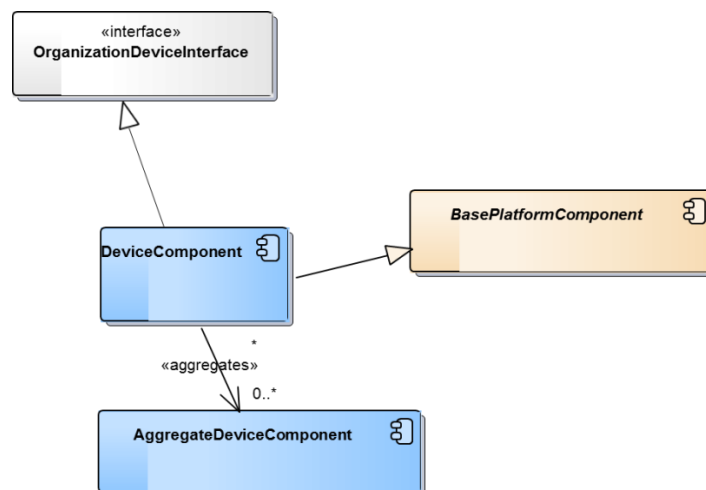 «interface»
OrganizationDeviceInterface
BasePlatformComponent
DeviceComponent
*
«aggregates»
0..*
AggregateDeviceComponent